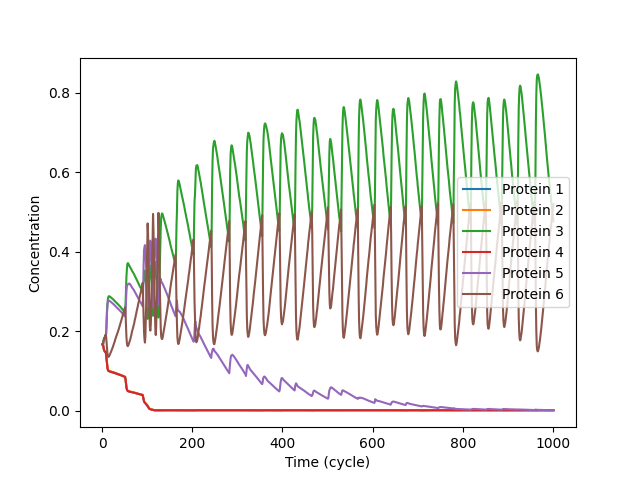 0.8
0.6
0.4
0.2
0.0
Concentration
0 200 400 600 800 1000
Time (cycle)
Protein 1
Protein 2
Protein 3
Protein 4
Protein 5
Protein 6